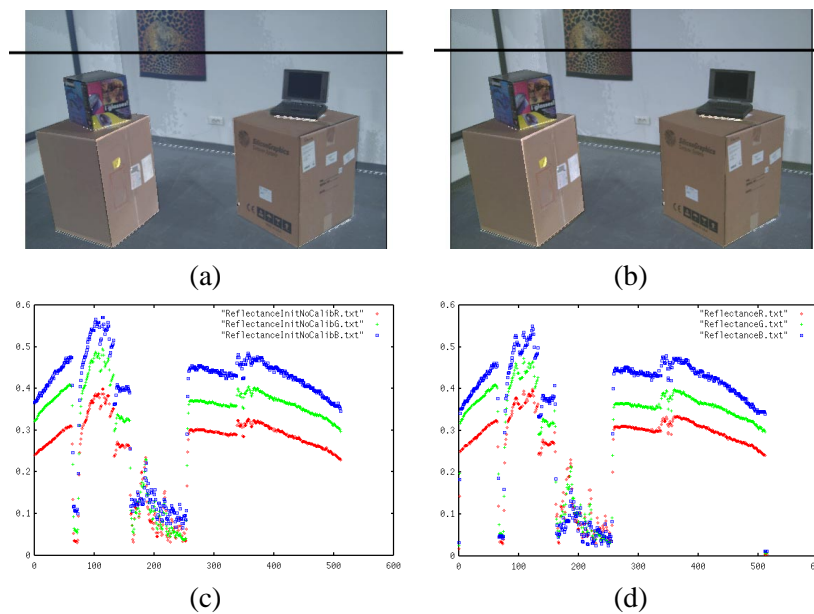 (a)
(b)
0.6
0.5
0.4
0.3
0.2
0.1
0
0 100 200 300 400 500 600
"ReflectanceInitNoCalibR.txt"
"ReflectanceInitNoCalibG.txt"
"ReflectanceInitNoCalibB.txt"
(c)
0.6
0.5
0.4
0.3
0.2
0.1
0
0 100 200 300 400 500 600
"ReflectanceR.txt"
"ReflectanceG.txt"
"ReflectanceB.txt"
(d)